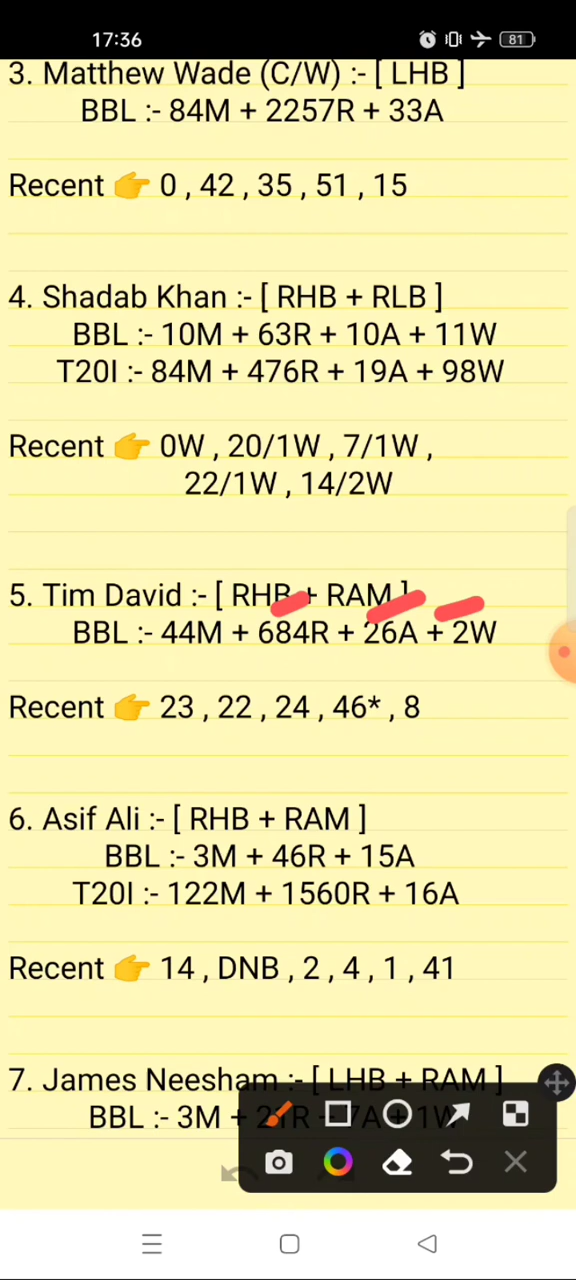 17:36
81
3. Matthew Wade (C/W) :- [ LHB ]
BBL :- 84M + 2257R + 33A
Recent 👉 0 , 42 , 35 , 51 , 15
4. Shadab Khan :- [ RHB + RLB ]
BBL :- 10M + 63R + 10A + 11W
T20I :- 84M + 476R + 19A + 98W
Recent 👉 0W , 20/1W , 7/1W ,
22/1W , 14/2W
5. Tim David :- [ RHB + RAM ]
BBL :- 44M + 684R + 26A + 2W
Recent 👉 23 , 22 , 24 , 46* , 8
6. Asif Ali :- [ RHB + RAM ]
BBL :- 3M + 46R + 15A
T20I :- 122M + 1560R + 16A
Recent 👉 14 , DNB , 2 , 4 , 1 , 41
7. James Neesham :- [ LHB + RAM ]
BBL :- 3M + 21R + 7A + 1W